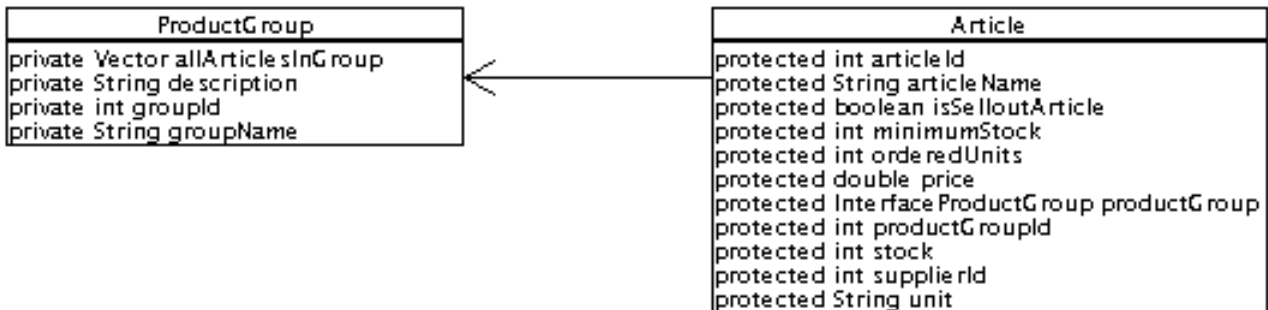 ProductGroup
private Vector allArticlesInGroup
private String description
private int groupId
private String groupName
Article
protected int articleId
protected String articleName
protected boolean isSelloutArticle
protected int minimumStock
protected int orderedUnits
protected double price
protected InterfaceProductGroup productGroup
protected int productGroupId
protected int stock
protected int supplierId
protected String unit